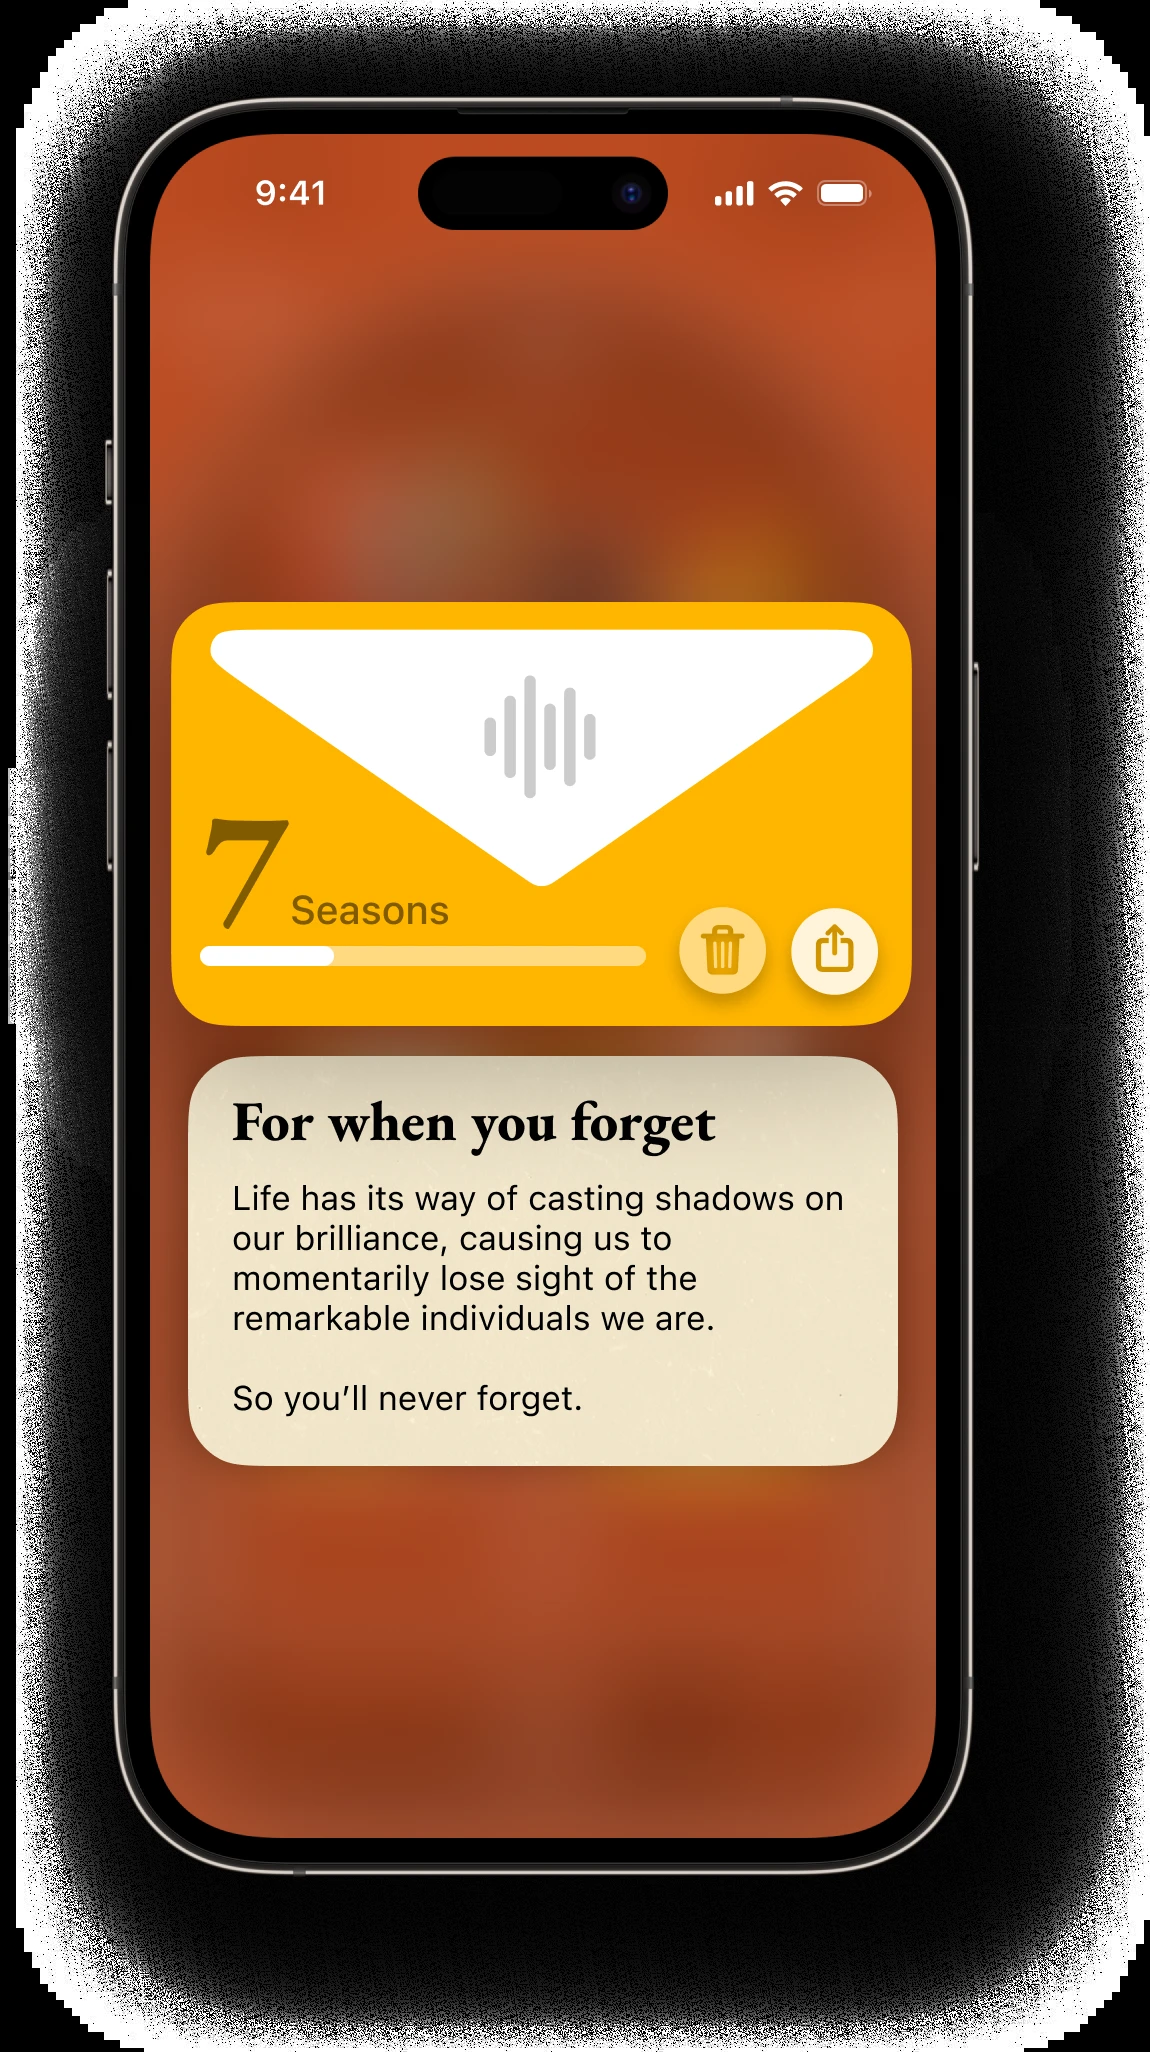 9:41
7 Seasons
For when you forget
Life has its way of casting shadows on
our brilliance, causing us to
momentarily lose sight of the
remarkable individuals we are.
So you’ll never forget.